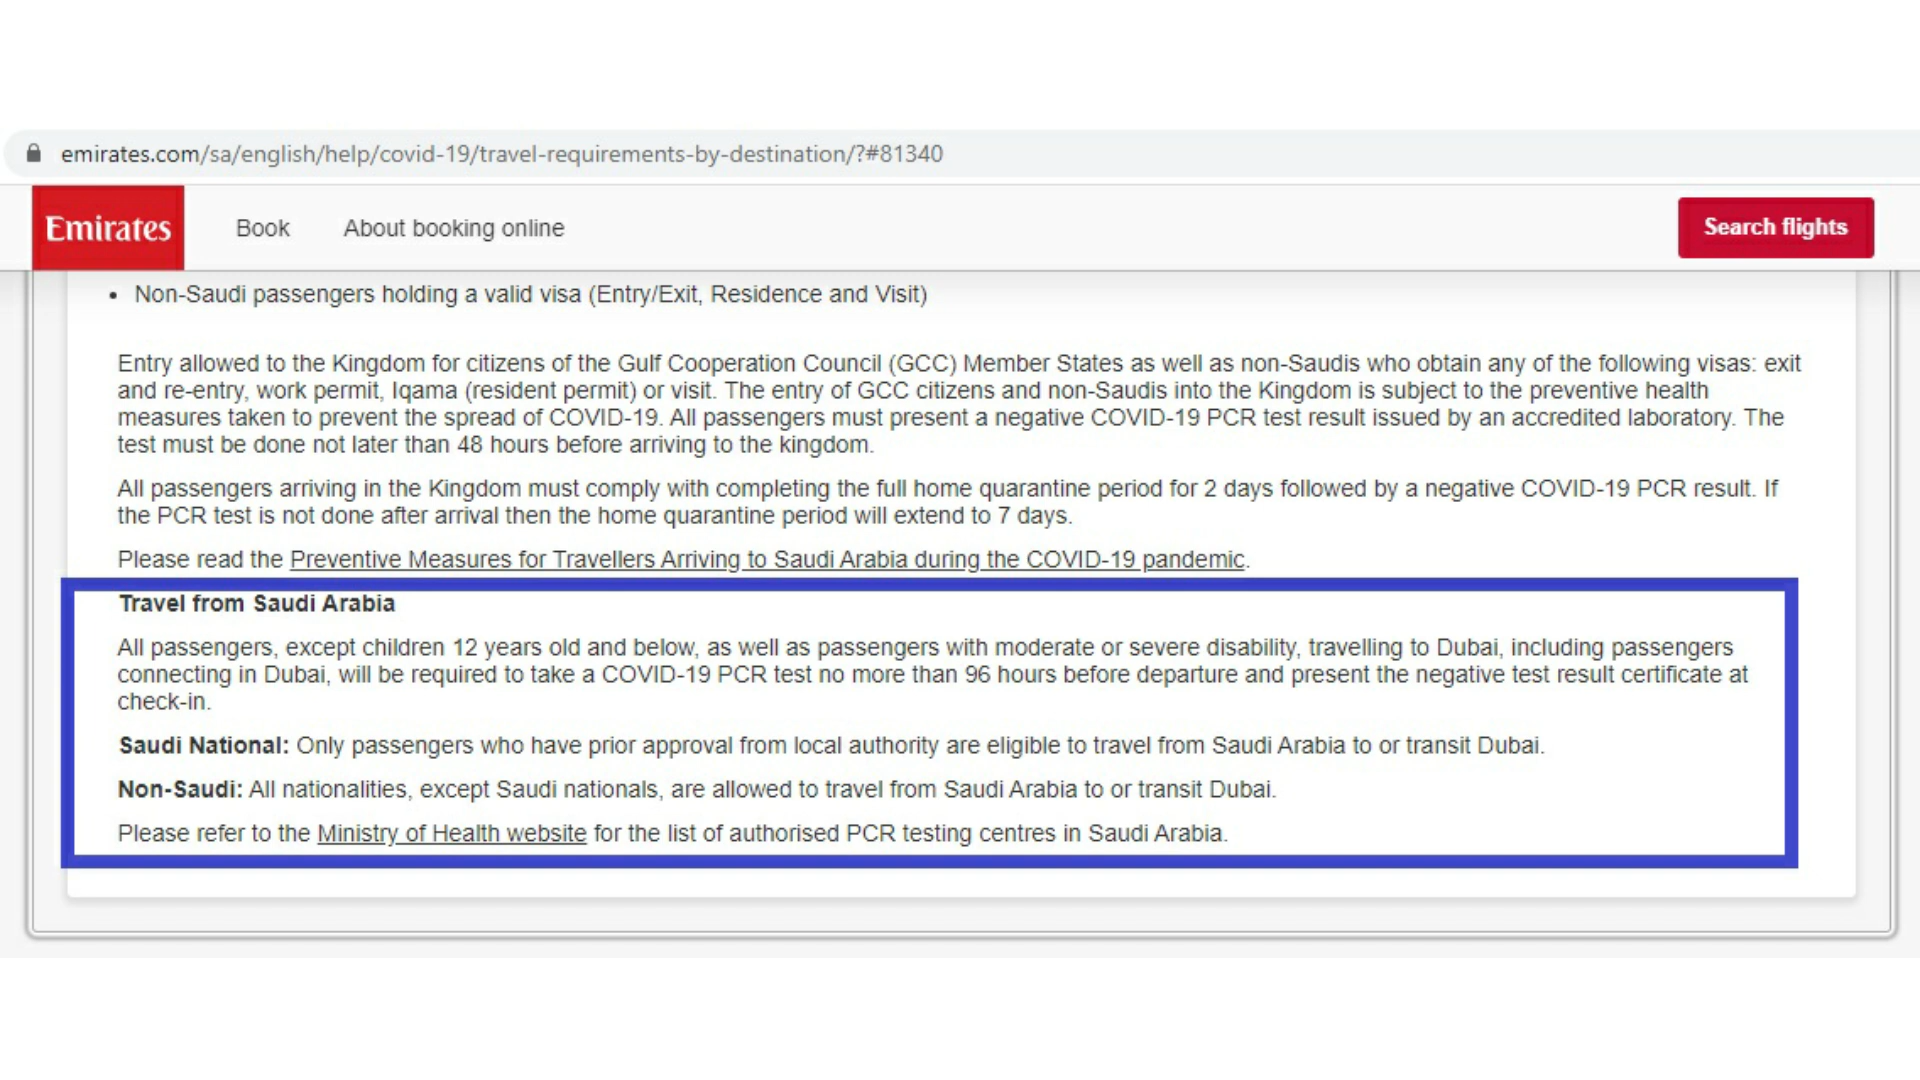 emirates.com/sa/english/help/covid-19/travel-requirements-by-destination/?#81340
Emirates Book About booking online Search flights
• Non-Saudi passengers holding a valid visa (Entry/Exit, Residence and Visit)
Entry allowed to the Kingdom for citizens of the Gulf Cooperation Council (GCC) Member States as well as non-Saudis who obtain any of the following visas: exit
and re-entry, work permit, Iqama (resident permit) or visit. The entry of GCC citizens and non-Saudis into the Kingdom is subject to the preventive health
measures taken to prevent the spread of COVID-19. All passengers must present a negative COVID-19 PCR test result issued by an accredited laboratory. The
test must be done not later than 48 hours before arriving to the kingdom.
All passengers arriving in the Kingdom must comply with completing the full home quarantine period for 2 days followed by a negative COVID-19 PCR result. If
the PCR test is not done after arrival then the home quarantine period will extend to 7 days.
Please read the Preventive Measures for Travellers Arriving to Saudi Arabia during the COVID-19 pandemic.
Travel from Saudi Arabia
All passengers, except children 12 years old and below, as well as passengers with moderate or severe disability, travelling to Dubai, including passengers
connecting in Dubai, will be required to take a COVID-19 PCR test no more than 96 hours before departure and present the negative test result certificate at
check-in.
Saudi National: Only passengers who have prior approval from local authority are eligible to travel from Saudi Arabia to or transit Dubai.
Non-Saudi: All nationalities, except Saudi nationals, are allowed to travel from Saudi Arabia to or transit Dubai.
Please refer to the Ministry of Health website for the list of authorised PCR testing centres in Saudi Arabia.